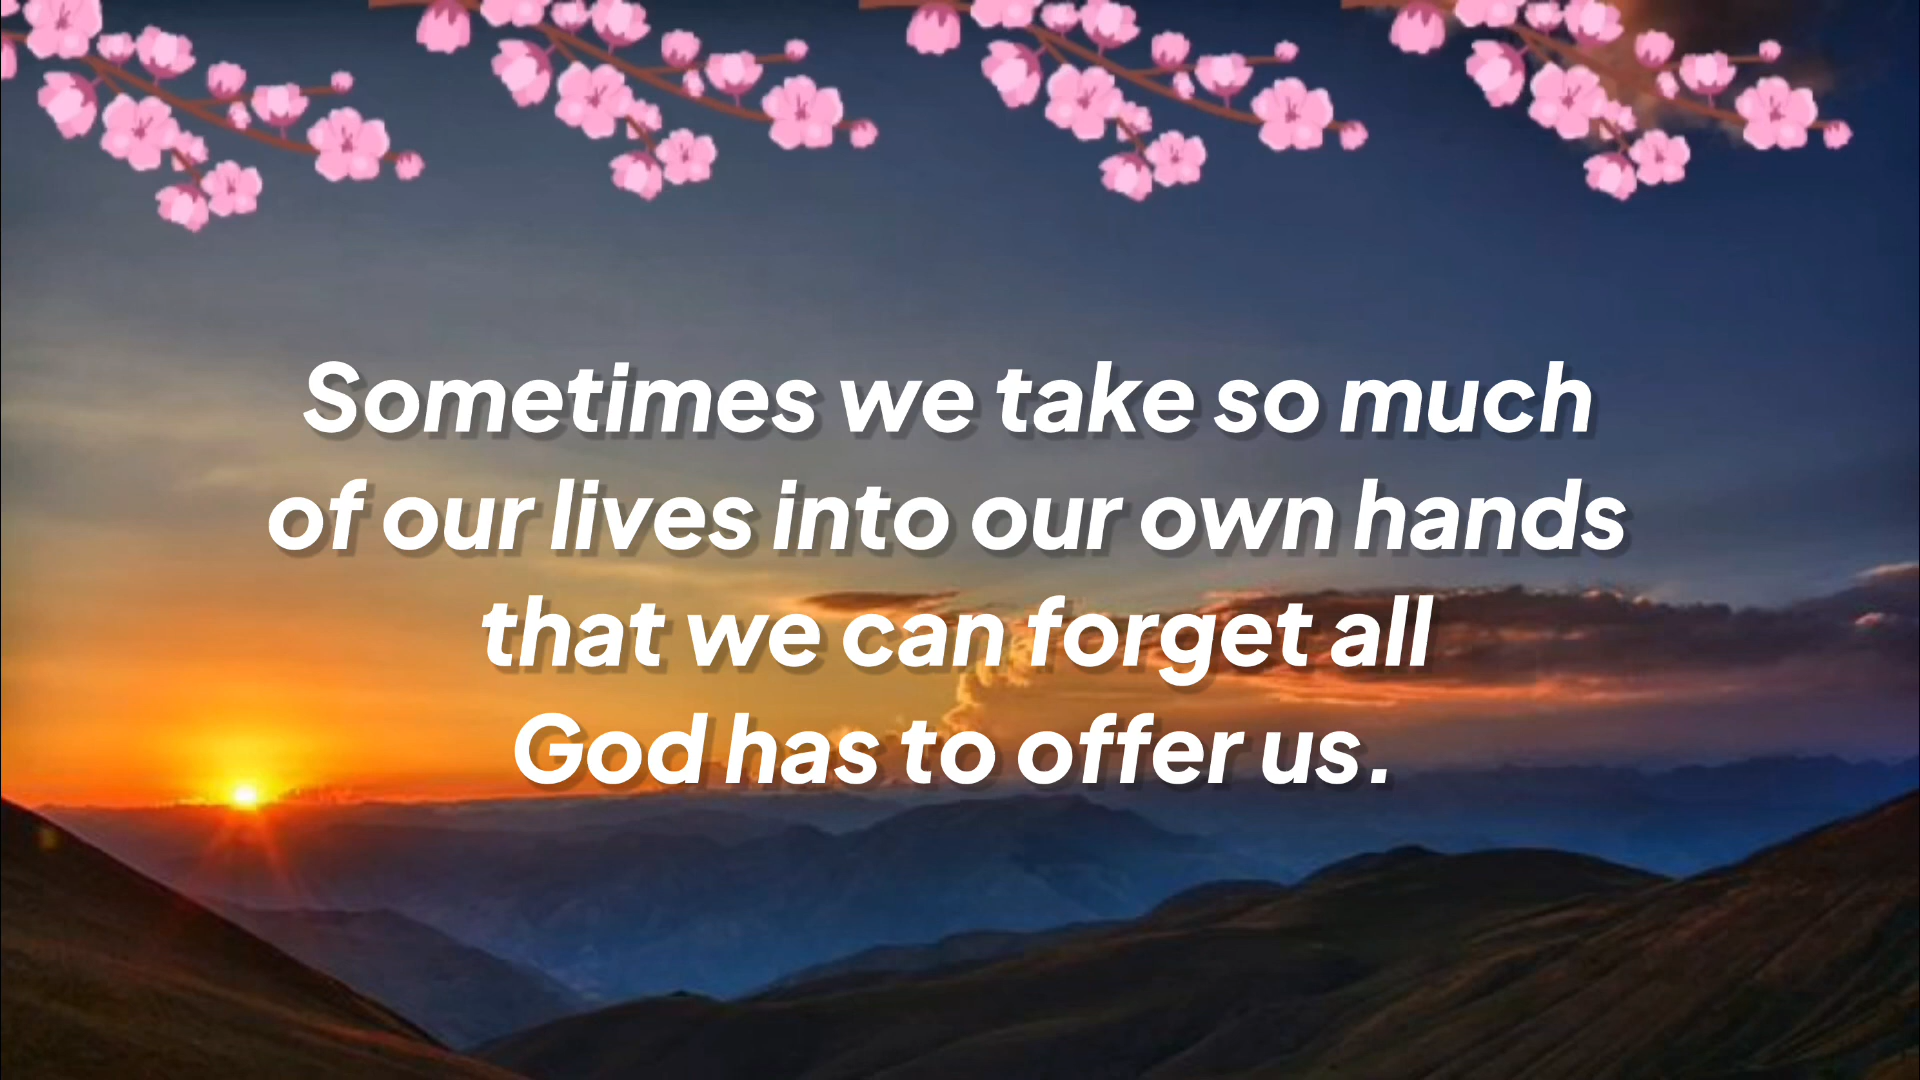 Sometimes we take so much
of our lives into our own hands
that we can forget all
God has to offer us.